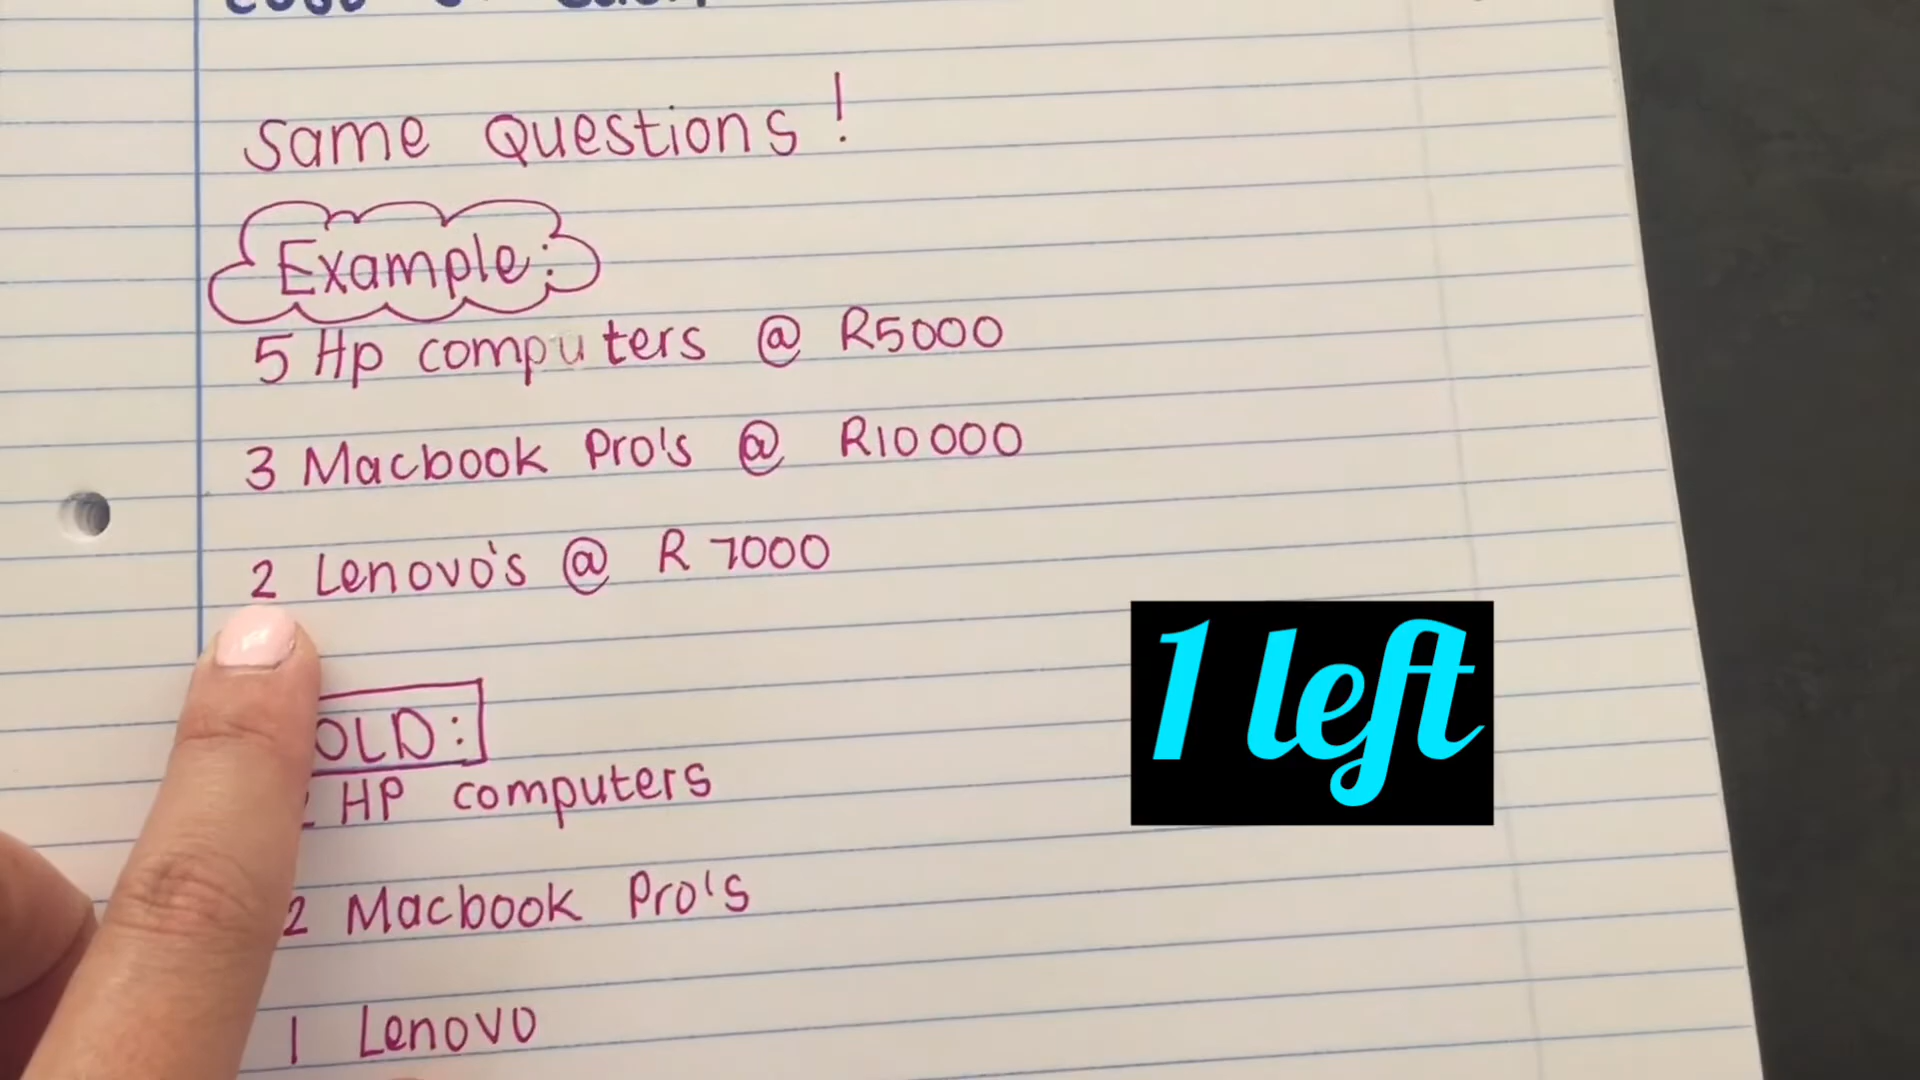 Same Questions!
Example:
5 Hp computers @ R5000
3 Macbook Pro's @ R10 000
2 Lenovo's @ R 7000
1 left
OLD:
HP computers
2 Macbook Pro's
1 Lenovo